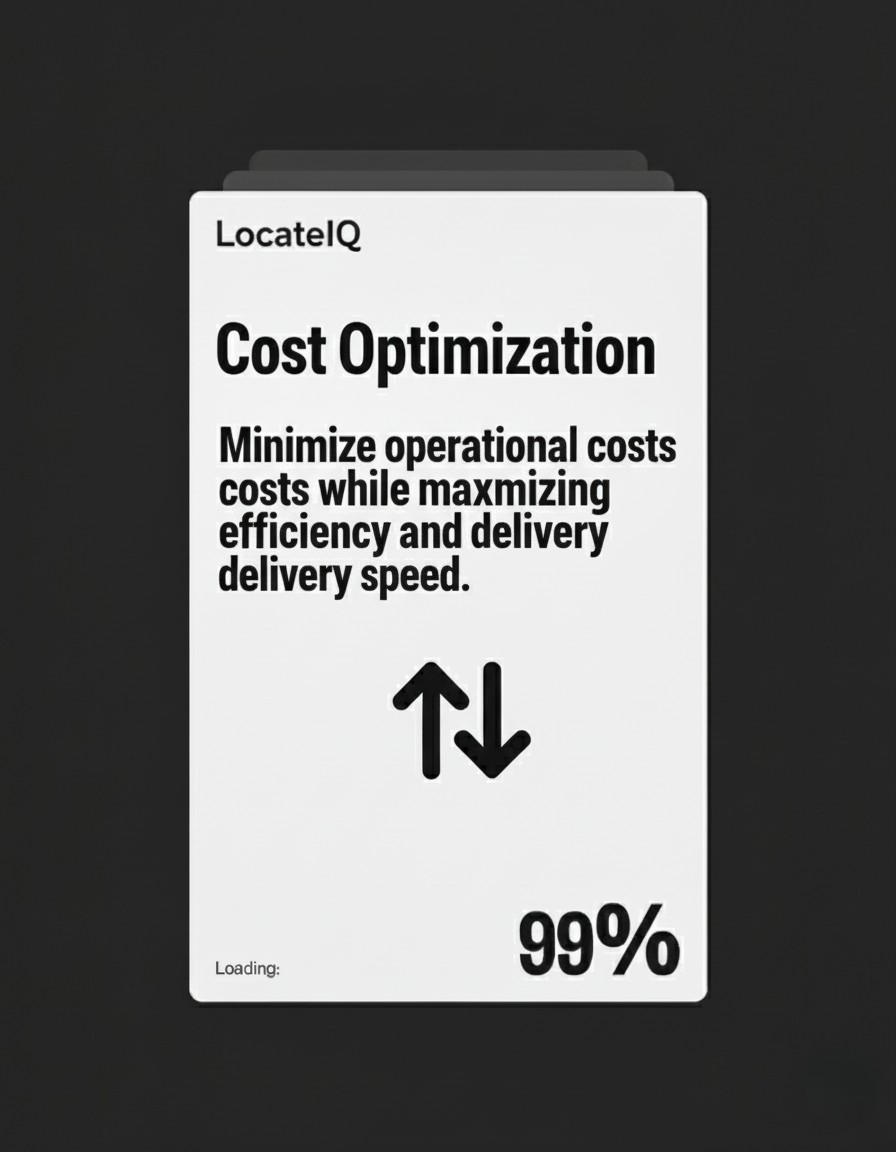 LocateIQ
Cost Optimization
Minimize operational costs
costs while maxmizing
efficiency and delivery
delivery speed.
Loading:
99%